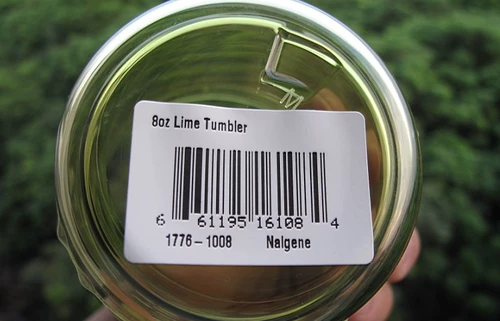 8oz Lime Tumbler
6 61195 16108 4
1776-1008 Nalgene